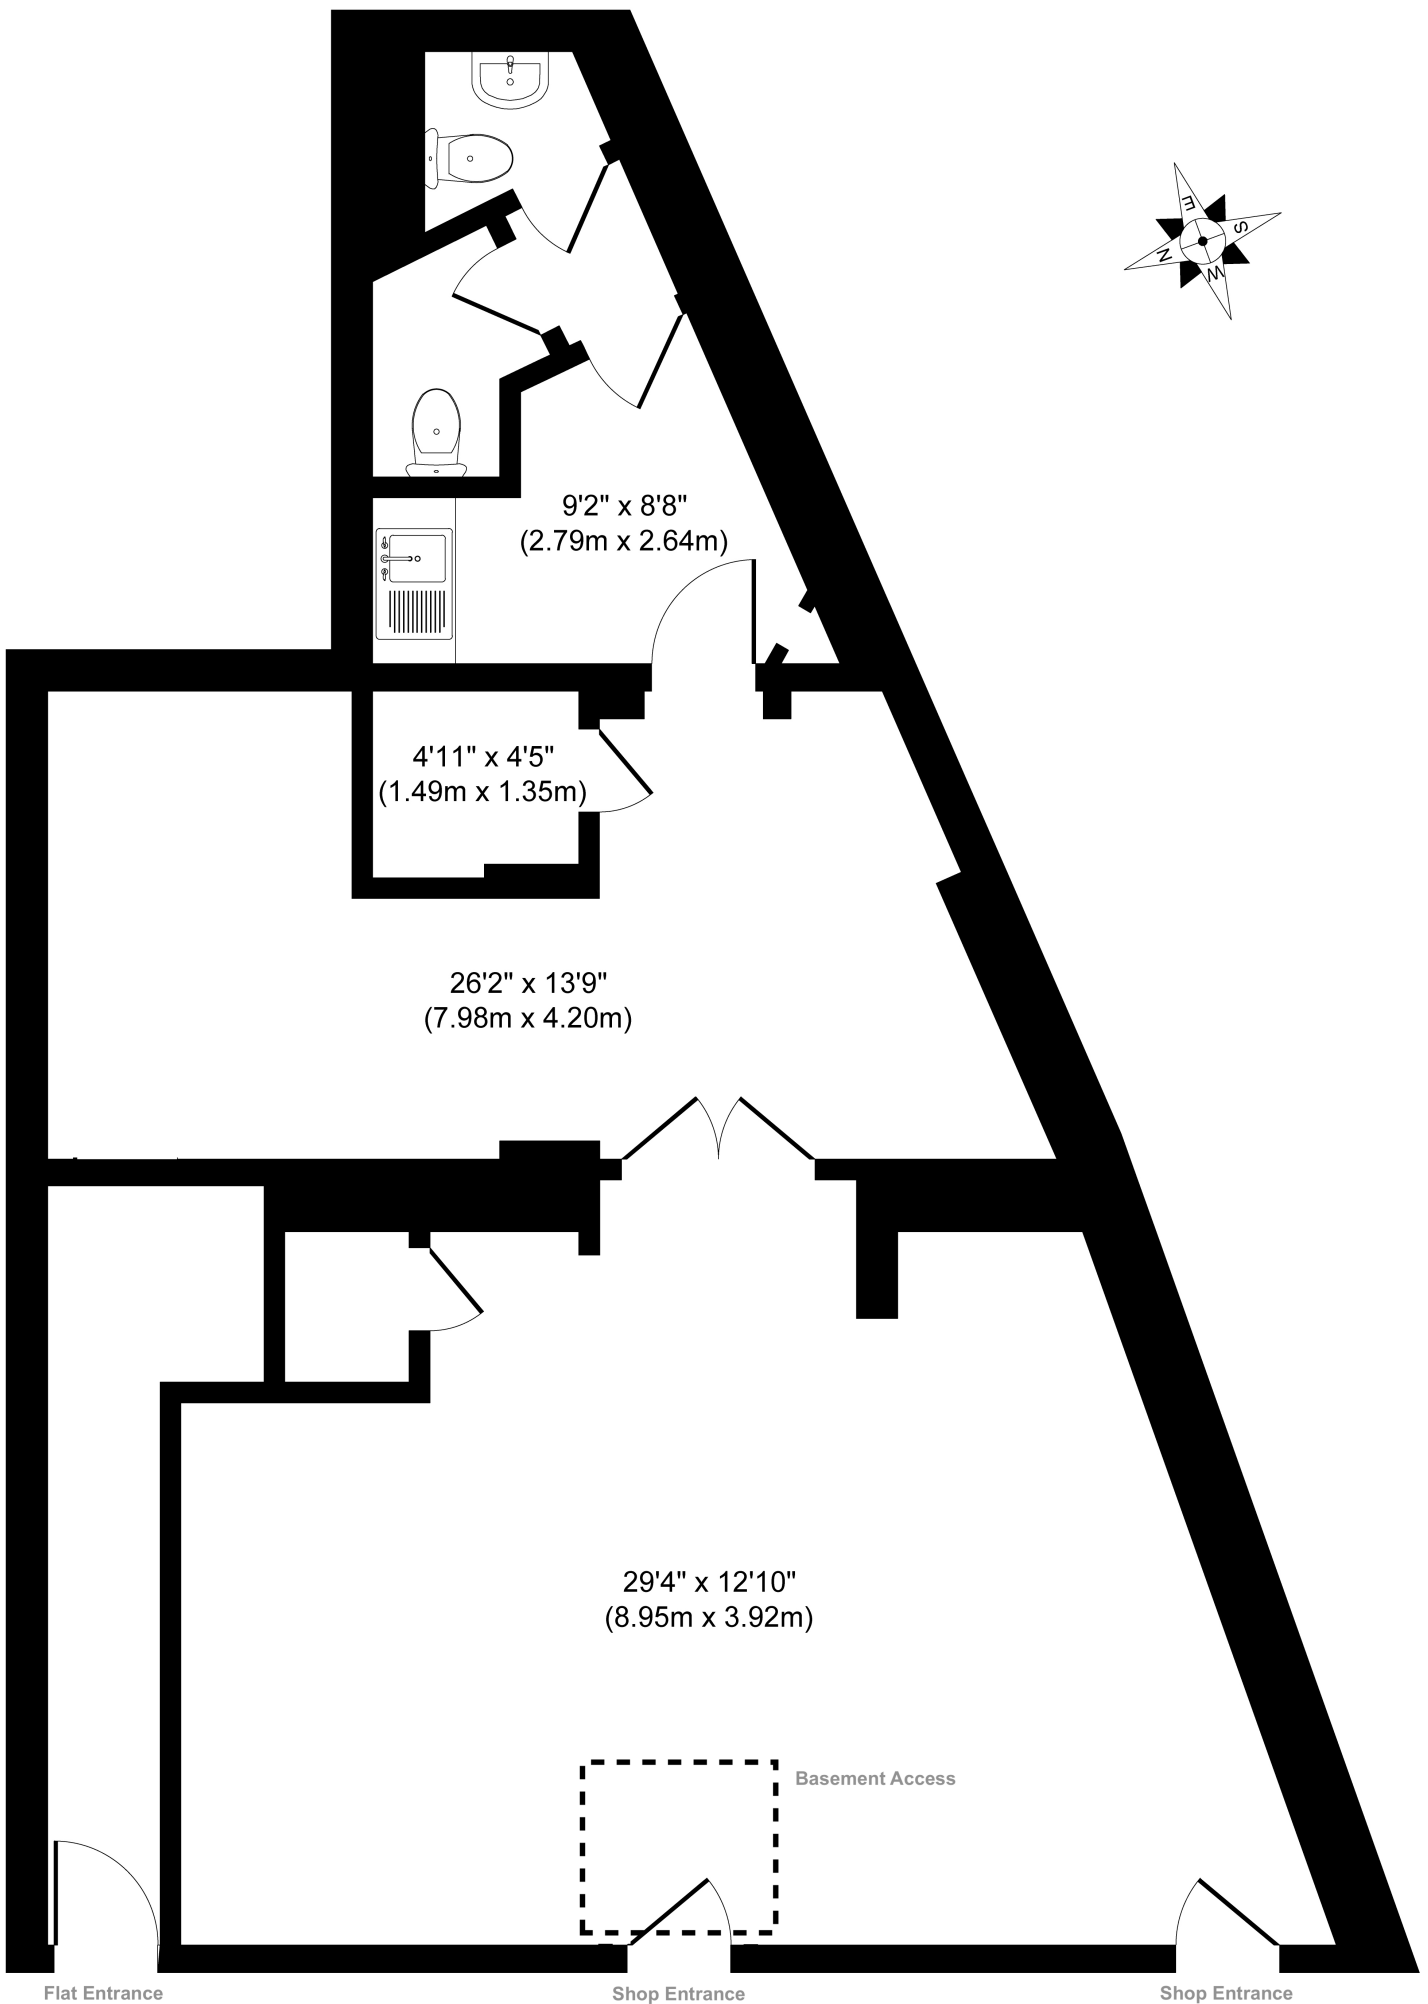 E
S
N
W
9'2" x 8'8"
(2.79m x 2.64m)
4'11" x 4'5"
(1.49m x 1.35m)
26'2" x 13'9"
(7.98m x 4.20m)
29'4" x 12'10"
(8.95m x 3.92m)
Basement Access
Flat Entrance
Shop Entrance
Shop Entrance